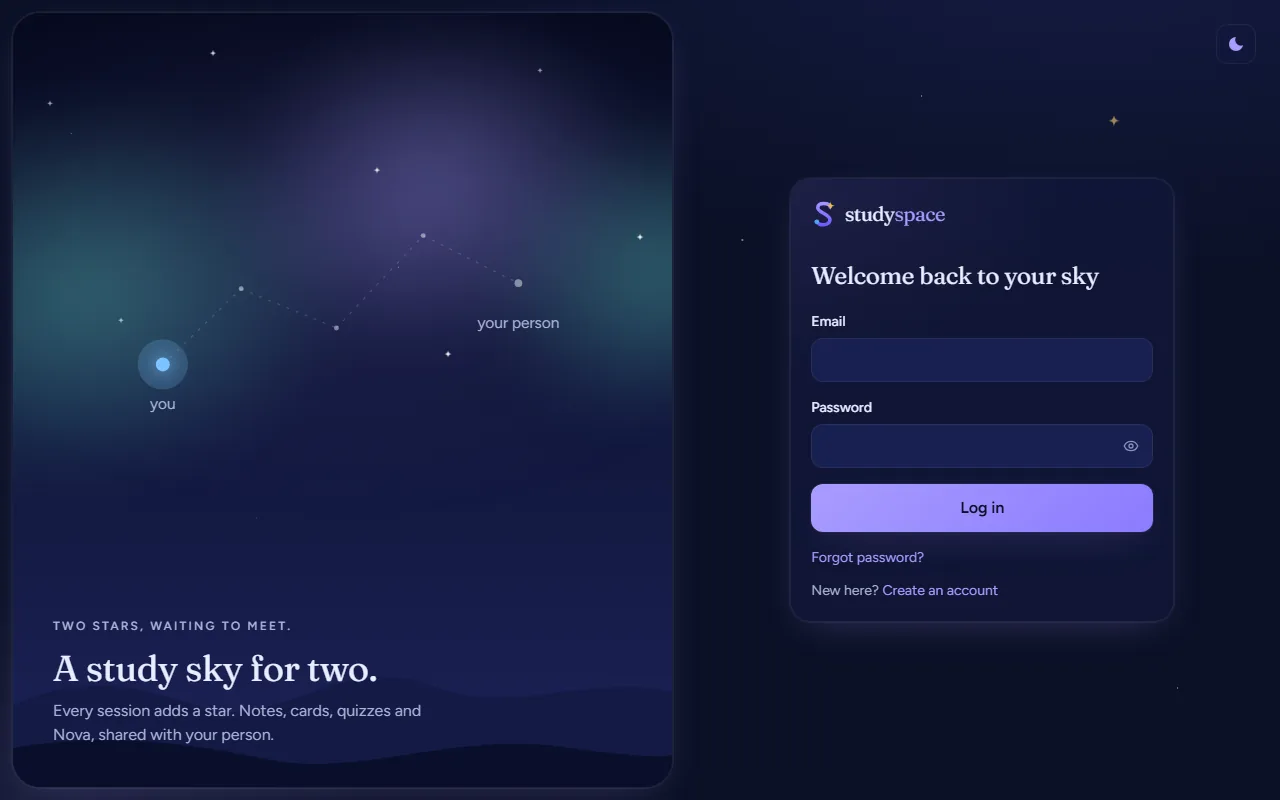 your person
you
TWO STARS, WAITING TO MEET.
A study sky for two.
Every session adds a star. Notes, cards, quizzes and
Nova, shared with your person.
studyspace
Welcome back to your sky
Email
Password
Log in
Forgot password?
New here? Create an account